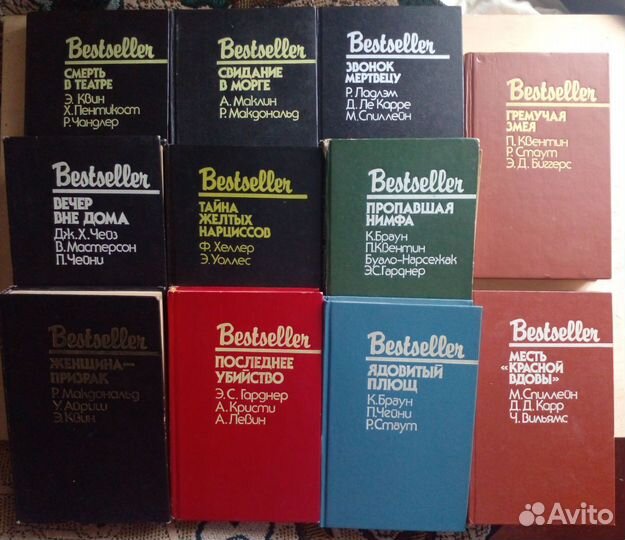 Bestseller
СМЕРТЬ
В ТЕАТРЕ
Э. Квин
Х. Пентикост
Р. Чандлер
Bestseller
СВИДАНИЕ
В МОРГЕ
А. Маклин
Р. Макдональд
Bestseller
ЗВОНОК
МЕРТВЕЦУ
Р. Ладлэм
Д. Ле Карре
М. Спиллейн
Bestseller
ГРЕМУЧАЯ
ЗМЕЯ
П. Квентин
Р. Стаут
Э. Д. Биггерс
Bestseller
ВЕЧЕР
ВНЕ ДОМА
Дж. Х. Чейз
В. Мастерсон
П. Чейни
Bestseller
ТАЙНА
ЖЕЛТЫХ
НАРЦИССОВ
Ф. Хеллер
Э. Уоллес
Bestseller
ПРОПАВШАЯ
НИМФА
К. Браун
П. Квентин
Буало-Нарсежак
Э. С. Гарднер
Bestseller
ЖЕНЩИНА—
ПРИЗРАК
Р. Макдональд
У. Айриш
Э. Квин
Bestseller
ПОСЛЕДНЕЕ
УБИЙСТВО
Э. С. Гарднер
А. Кристи
А. Левин
Bestseller
ЯДОВИТЫЙ
ПЛЮЩ
К. Браун
П. Чейни
Р. Стаут
Bestseller
МЕСТЬ
«КРАСНОЙ
ВДОВЫ»
М. Спиллейн
Д. Д. Карр
Ч. Вильямс
Avito